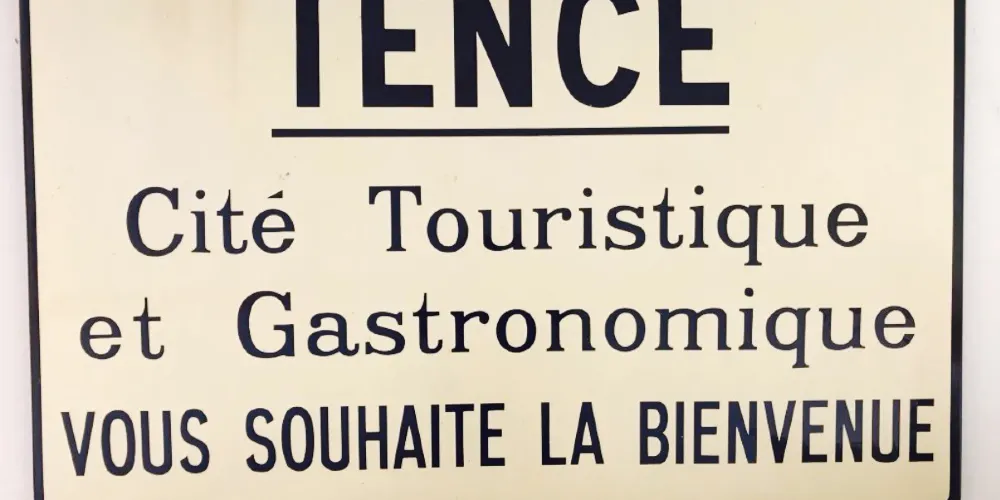 TENCE
Cité Touristique
et Gastronomique
VOUS SOUHAITE LA BIENVENUE